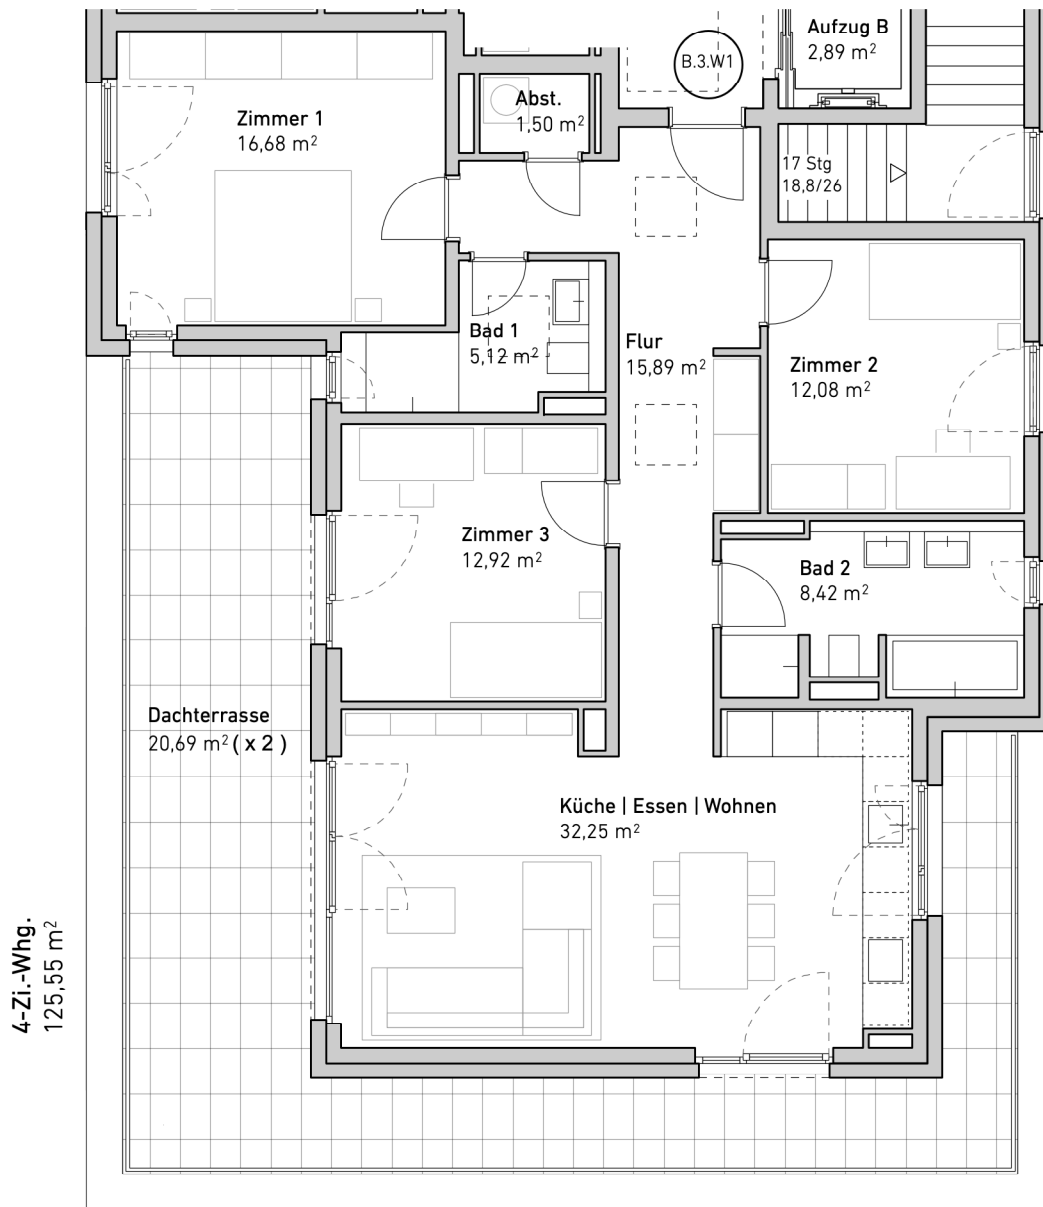 Aufzug B
2,89 m²
B.3.W1
Abst.
1,50 m²
Zimmer 1
16,68 m²
17 Stg
18,8/26
Bad 1
5,12 m²
Flur
15,89 m²
Zimmer 2
12,08 m²
Zimmer 3
12,92 m²
Bad 2
8,42 m²
Dachterrasse
20,69 m² ( x 2 )
Küche | Essen | Wohnen
32,25 m²
4-Zi.-Whg.
125,55 m²